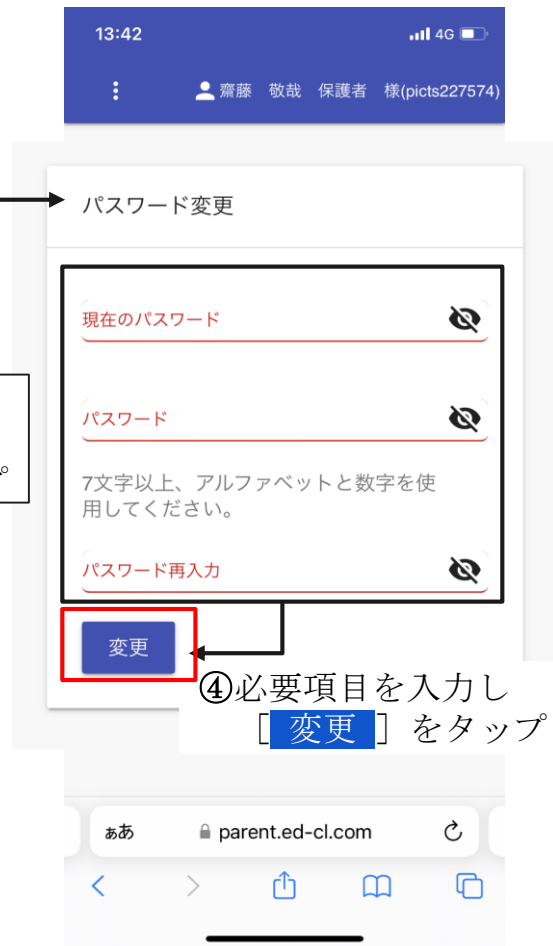 13:42
4G
齋藤 敬哉 保護者 様(picts227574)
パスワード変更
現在のパスワード
パスワード
7文字以上、アルファベットと数字を使
用してください。
パスワード再入力
変更
④必要項目を入力し
［ 変更 ］をタップ
ぁあ
parent.ed-cl.com